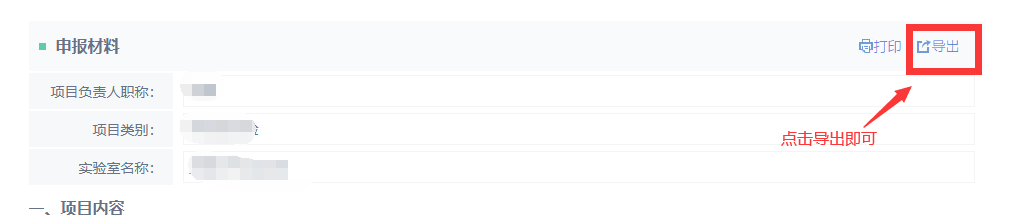 申报材料 打印 导出
项目负责人职称：
项目类别：
点击导出即可
实验室名称：
一、项目内容